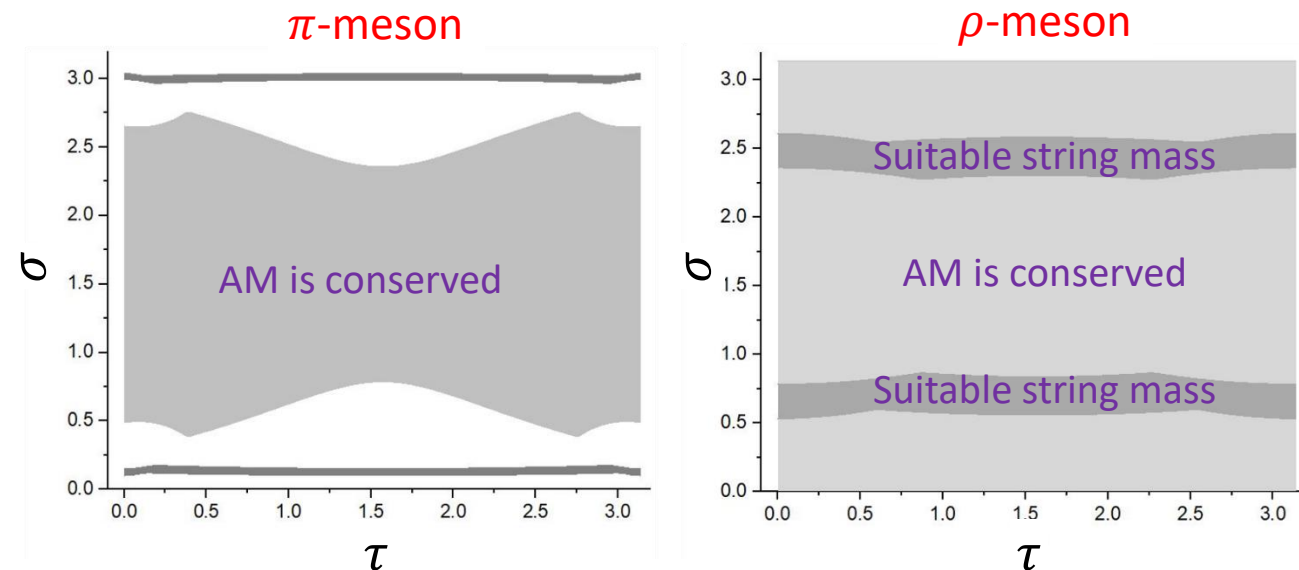 π-meson
3.0
2.5
2.0
1.5
1.0
0.5
0.0
σ
AM is conserved
0.0 0.5 1.0 1.5 2.0 2.5 3.0
τ
ρ-meson
3.0
2.5
2.0
1.5
1.0
0.5
0.0
σ
Suitable string mass
AM is conserved
Suitable string mass
0.0 0.5 1.0 1.5 2.0 2.5 3.0
τ